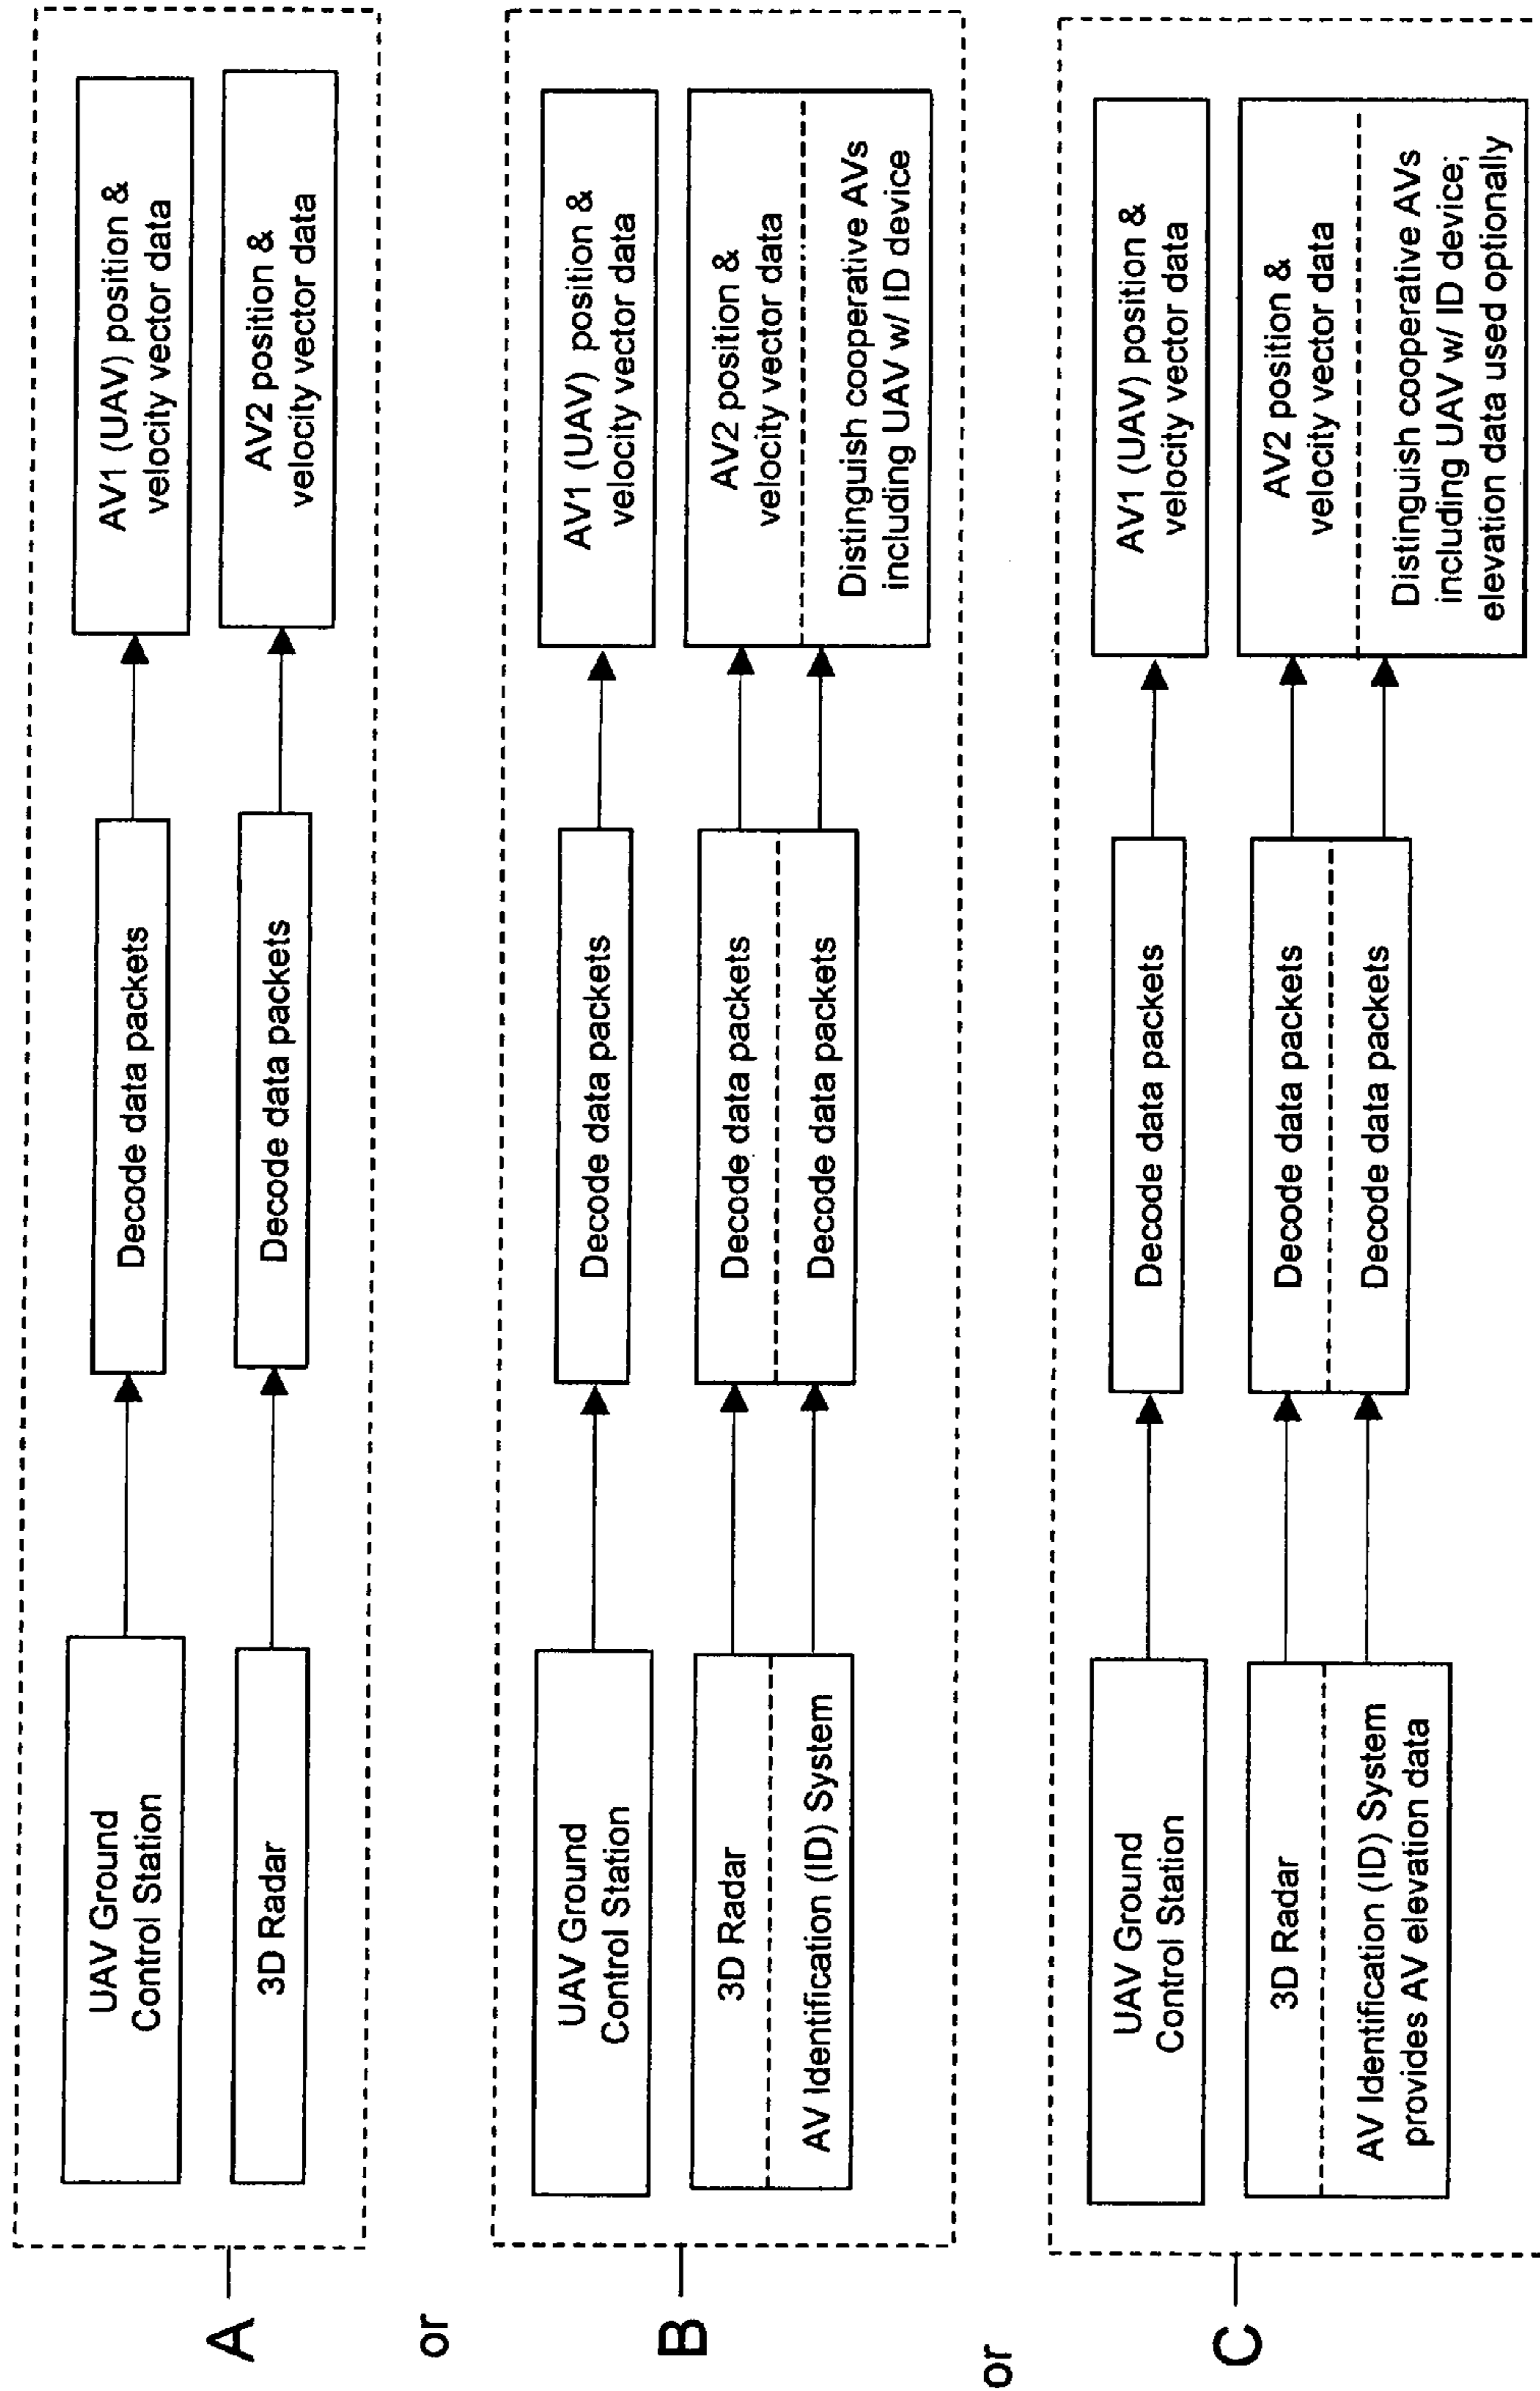 A
UAV Ground
Control Station
Decode data packets
AV1 (UAV) position &
velocity vector data
3D Radar
Decode data packets
AV2 position &
velocity vector data
or
B
UAV Ground
Control Station
Decode data packets
AV1 (UAV) position &
velocity vector data
3D Radar
Decode data packets
AV2 position &
velocity vector data
AV Identification (ID) System
Decode data packets
Distinguish cooperative AVs
including UAV w/ ID device
or
C
UAV Ground
Control Station
Decode data packets
AV1 (UAV) position &
velocity vector data
3D Radar
Decode data packets
AV2 position &
velocity vector data
AV Identification (ID) System
provides AV elevation data
Decode data packets
Distinguish cooperative AVs
including UAV w/ ID device;
elevation data used optionally